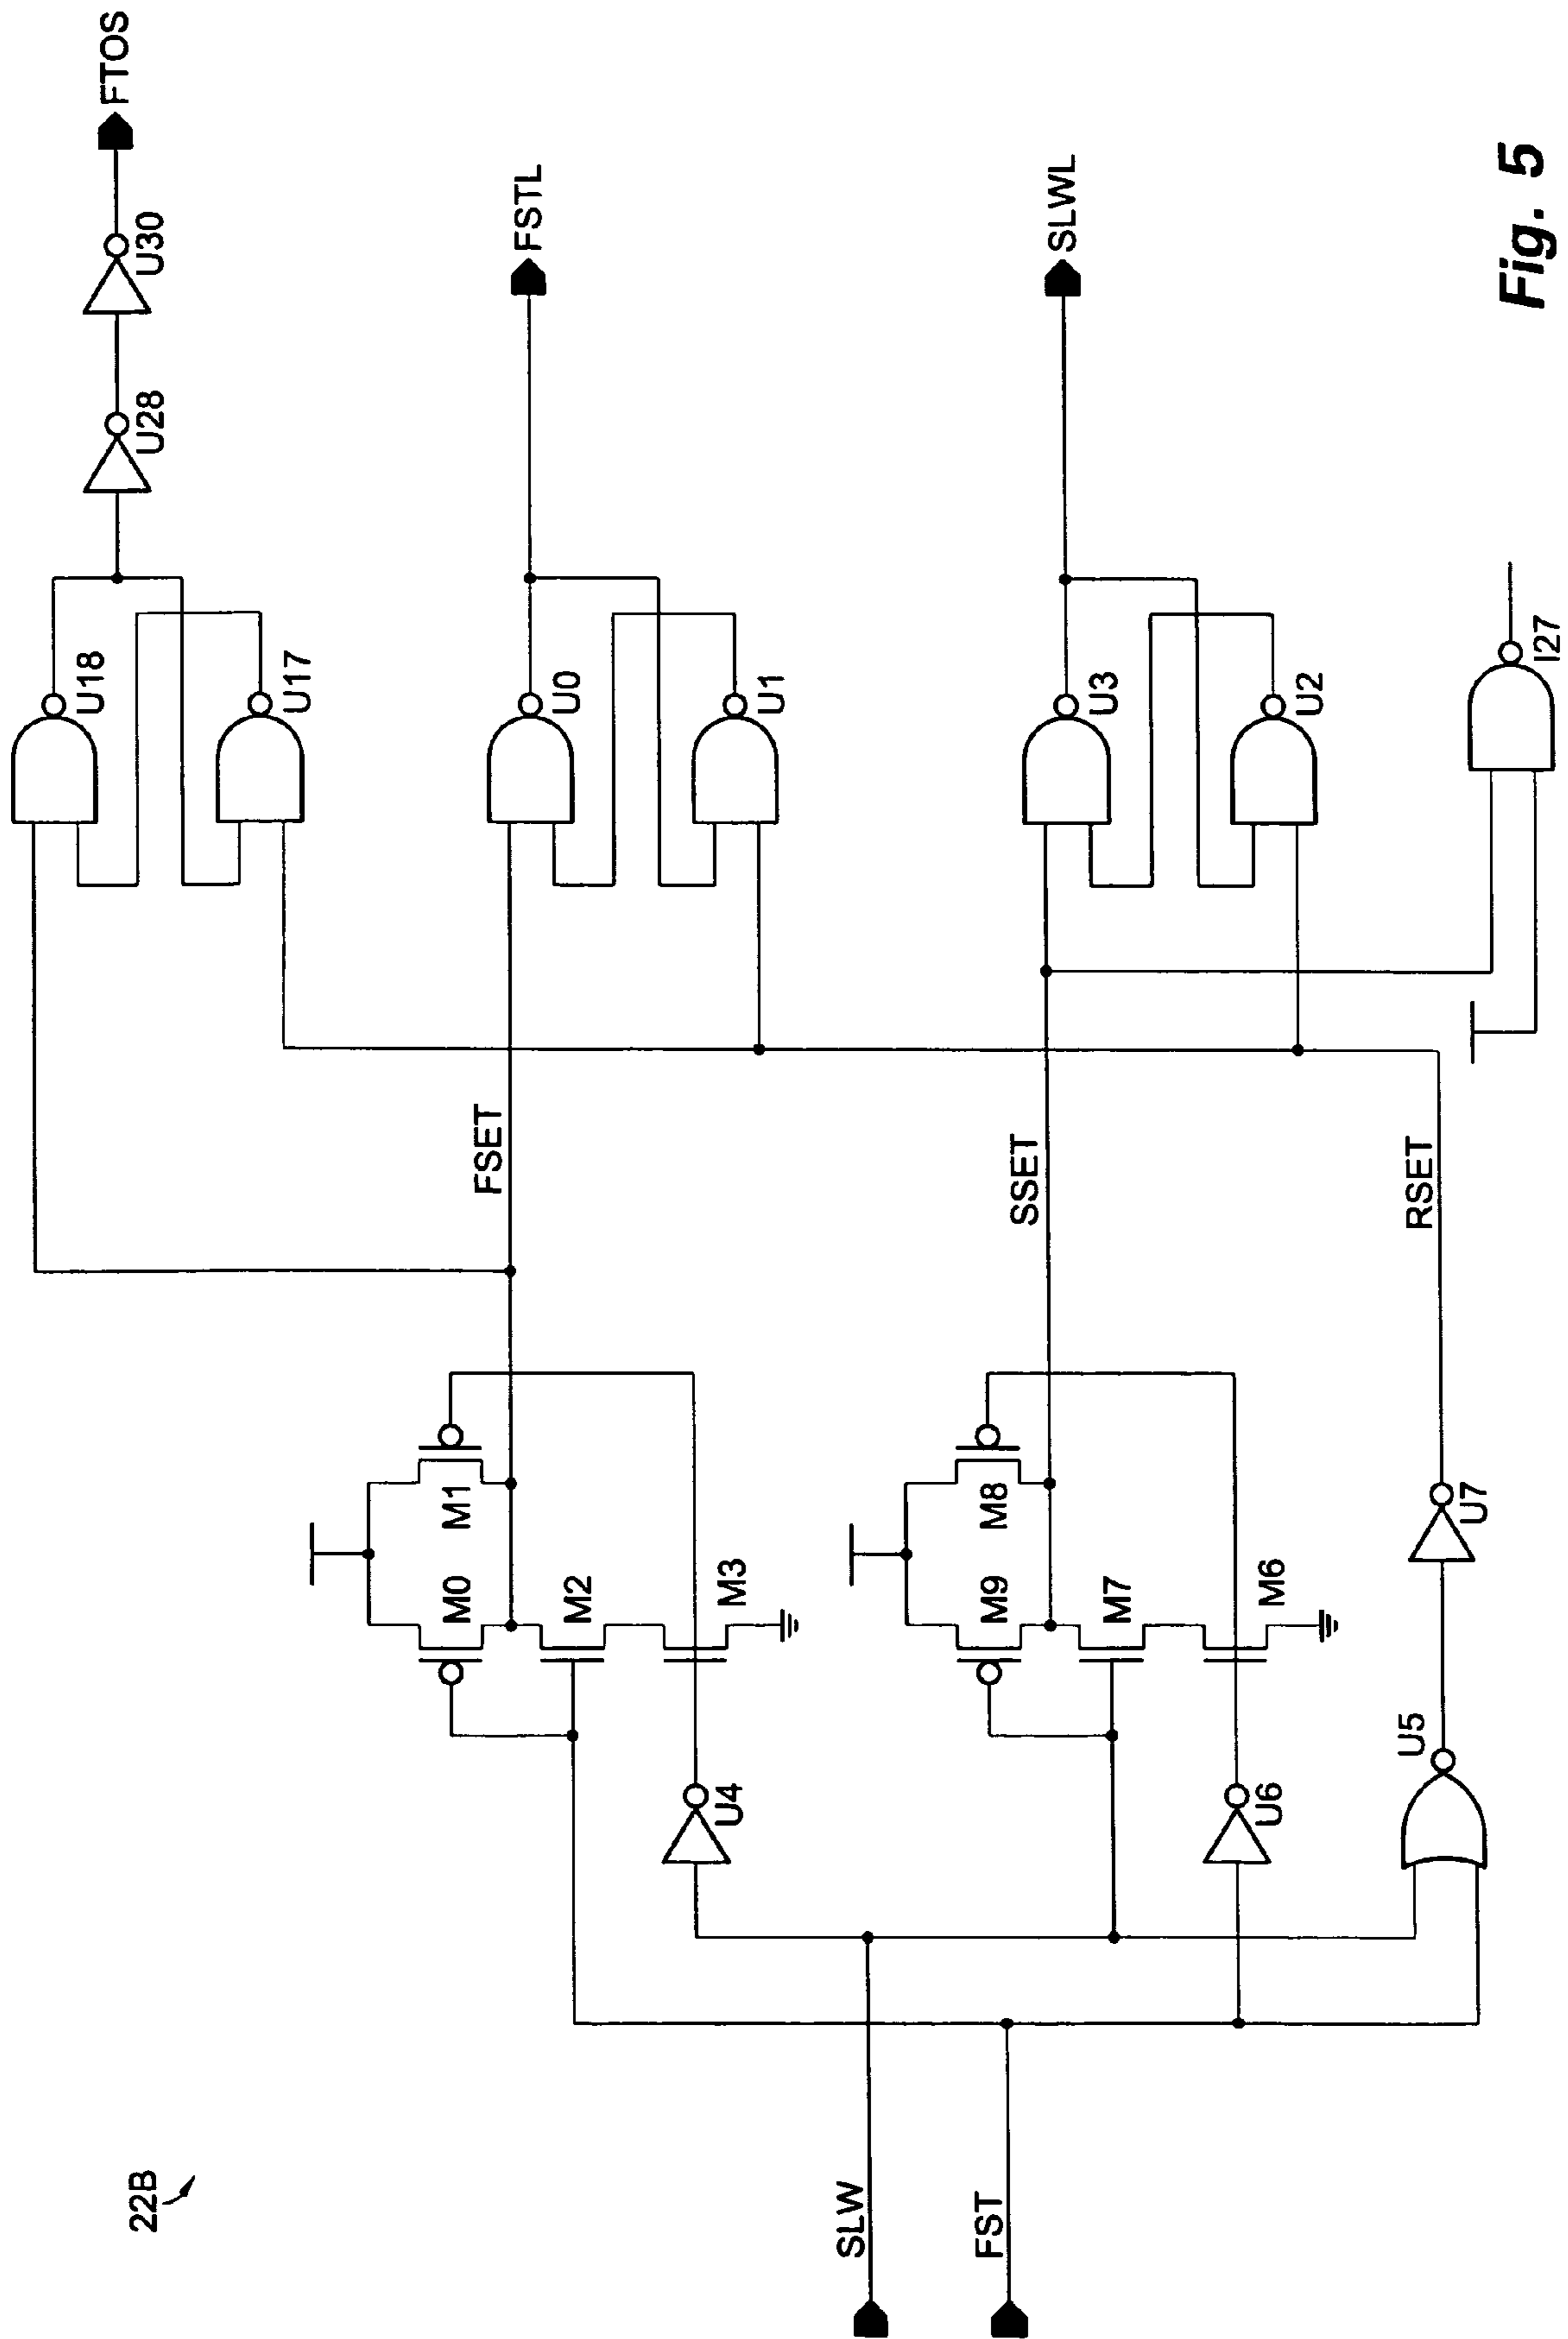 22B
FTOS
U30
U28
U18
U17
FSTL
U0
U1
SLWL
U3
U2
I27
FSET
SSET
RSET
M0
M1
M2
M3
M9
M8
M7
M6
U4
U6
U5
U7
SLW
FST
Fig. 5